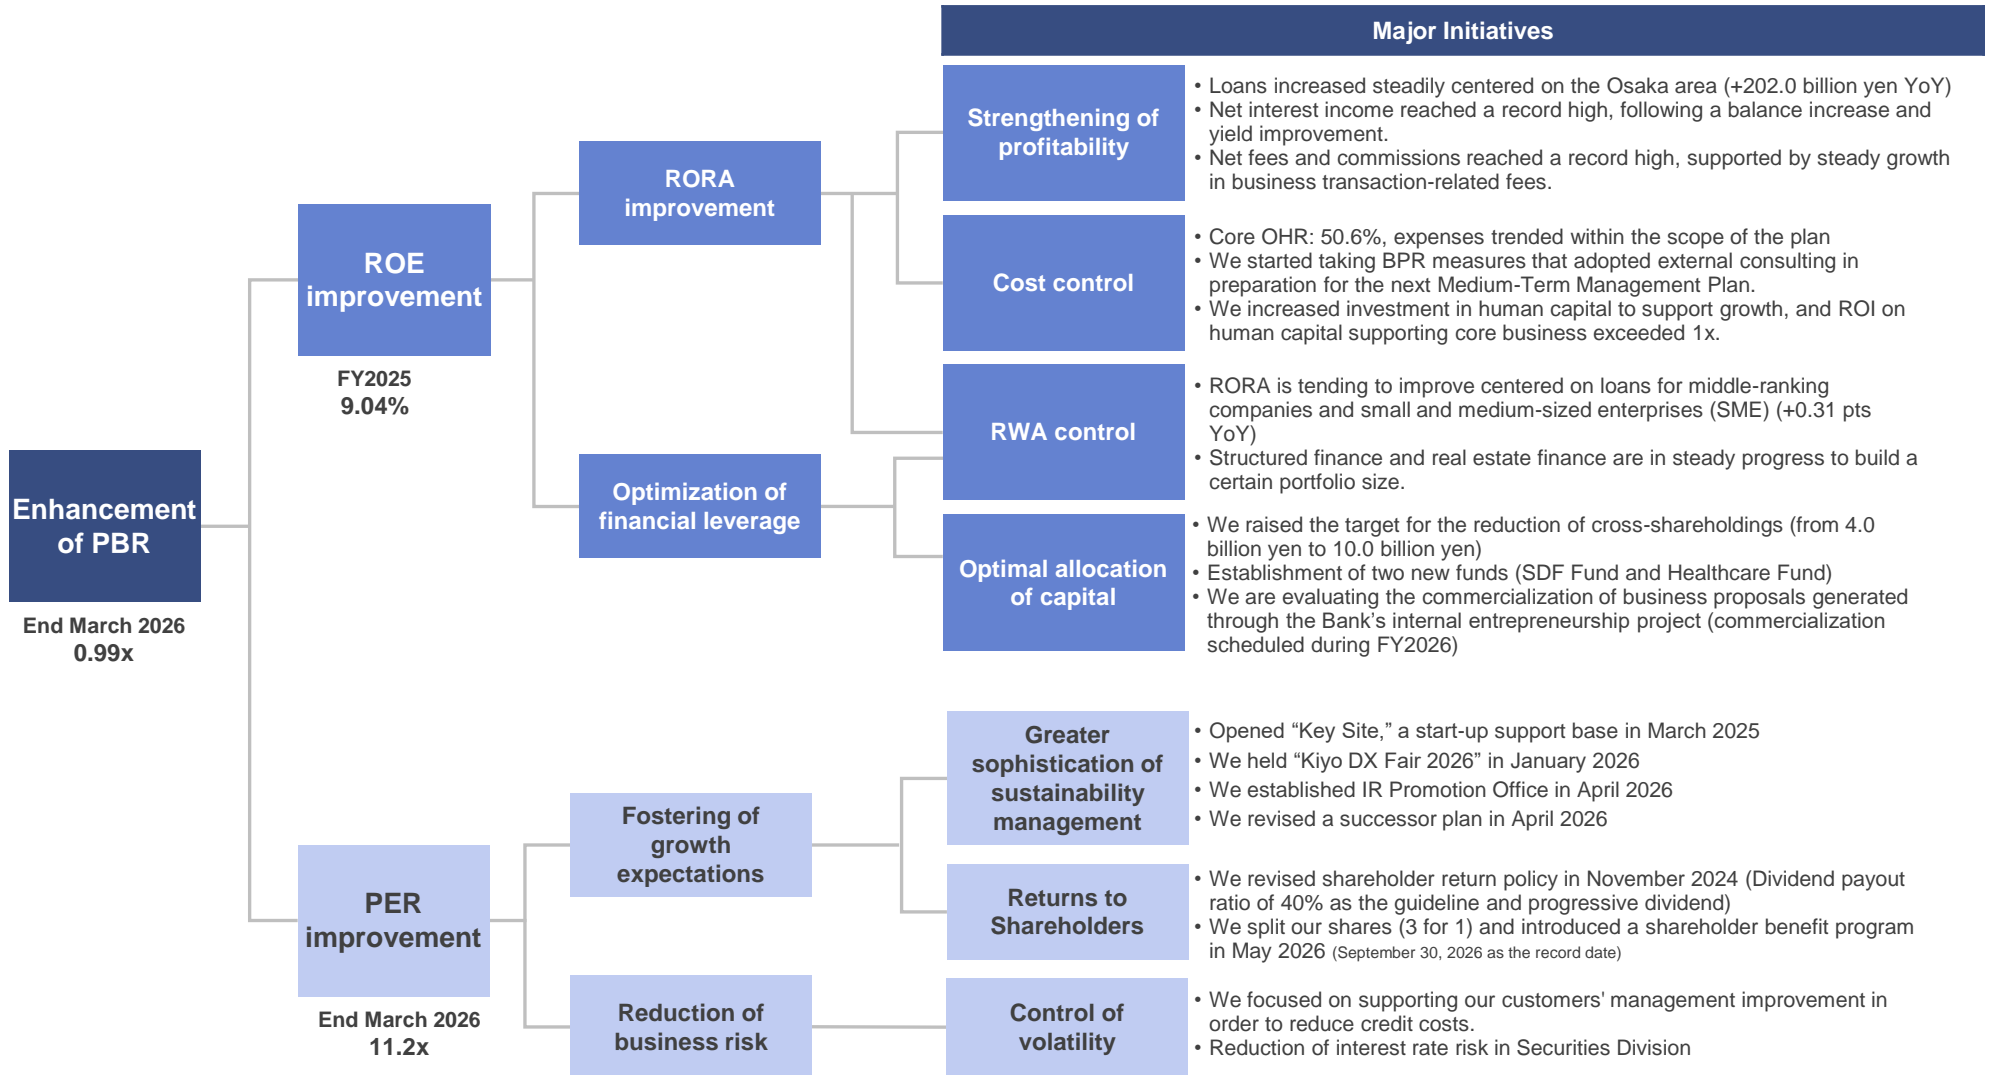 Major Initiatives
Enhancement
of PBR
End March 2026
0.99x
ROE
improvement
FY2025
9.04%
RORA
improvement
Optimization of
financial leverage
Strengthening of
profitability
• Loans increased steadily centered on the Osaka area (+202.0 billion yen YoY)
• Net interest income reached a record high, following a balance increase and
yield improvement.
• Net fees and commissions reached a record high, supported by steady growth
in business transaction-related fees.
Cost control
• Core OHR: 50.6%, expenses trended within the scope of the plan
• We started taking BPR measures that adopted external consulting in
preparation for the next Medium-Term Management Plan.
• We increased investment in human capital to support growth, and ROI on
human capital supporting core business exceeded 1x.
RWA control
• RORA is tending to improve centered on loans for middle-ranking
companies and small and medium-sized enterprises (SME) (+0.31 pts
YoY)
• Structured finance and real estate finance are in steady progress to build a
certain portfolio size.
Optimal allocation
of capital
• We raised the target for the reduction of cross-shareholdings (from 4.0
billion yen to 10.0 billion yen)
• Establishment of two new funds (SDF Fund and Healthcare Fund)
• We are evaluating the commercialization of business proposals generated
through the Bank’s internal entrepreneurship project (commercialization
scheduled during FY2026)
PER
improvement
End March 2026
11.2x
Fostering of
growth
expectations
Reduction of
business risk
Greater
sophistication of
sustainability
management
• Opened “Key Site,” a start-up support base in March 2025
• We held “Kiyo DX Fair 2026” in January 2026
• We established IR Promotion Office in April 2026
• We revised a successor plan in April 2026
Returns to
Shareholders
• We revised shareholder return policy in November 2024 (Dividend payout
ratio of 40% as the guideline and progressive dividend)
• We split our shares (3 for 1) and introduced a shareholder benefit program
in May 2026 (September 30, 2026 as the record date)
Control of
volatility
• We focused on supporting our customers' management improvement in
order to reduce credit costs.
• Reduction of interest rate risk in Securities Division